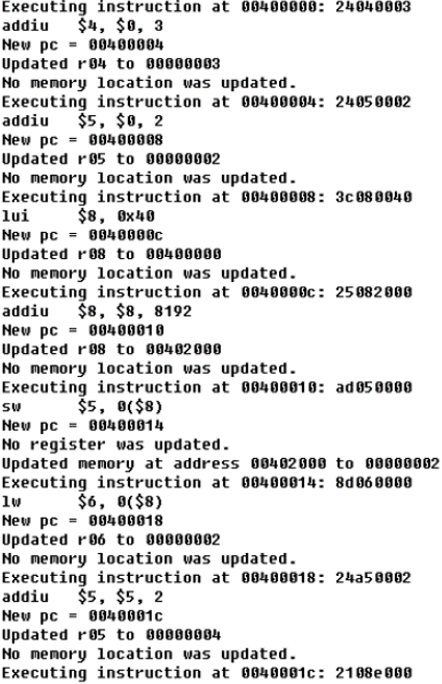 Executing instruction at 00400000: 24040003
addiu   $4, $0, 3
New pc = 00400004
Updated r04 to 00000003
No memory location was updated.
Executing instruction at 00400004: 24050002
addiu   $5, $0, 2
New pc = 00400008
Updated r05 to 00000002
No memory location was updated.
Executing instruction at 00400008: 3c080040
lui     $8, 0x40
New pc = 0040000c
Updated r08 to 00400000
No memory location was updated.
Executing instruction at 0040000c: 25082000
addiu   $8, $8, 8192
New pc = 00400010
Updated r08 to 00402000
No memory location was updated.
Executing instruction at 00400010: ad050000
sw      $5, 0($8)
New pc = 00400014
No register was updated.
Updated memory at address 00402000 to 00000002
Executing instruction at 00400014: 8d060000
lw      $6, 0($8)
New pc = 00400018
Updated r06 to 00000002
No memory location was updated.
Executing instruction at 00400018: 24a50002
addiu   $5, $5, 2
New pc = 0040001c
Updated r05 to 00000004
No memory location was updated.
Executing instruction at 0040001c: 2108e000